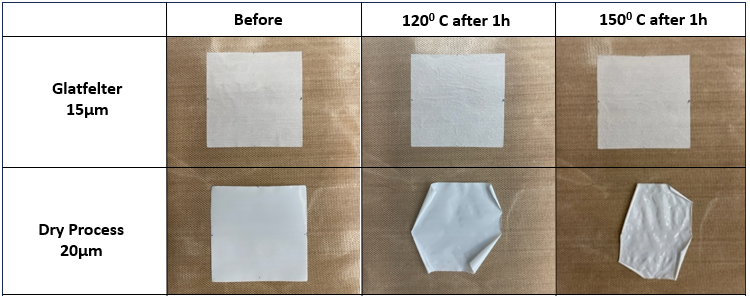 Before
120⁰ C after 1h
150⁰ C after 1h
Glatfelter
15µm
Dry Process
20µm